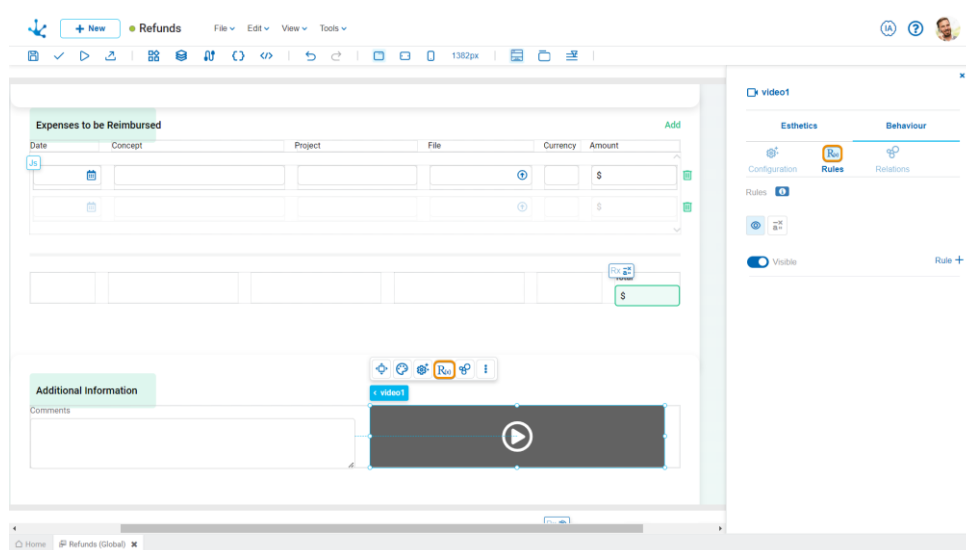 + New
Refunds
File
Edit
View
Tools
IA
?
1382px
video1
Esthetics
Behaviour
Configuration
Rules
Relations
Rules
Visible
Rule +
Expenses to be Reimbursed
Add
Date
Concept
Project
File
Currency
Amount
Js
$
$
Rx
Total
$
Additional Information
< video1
Comments
Home
Refunds (Global)